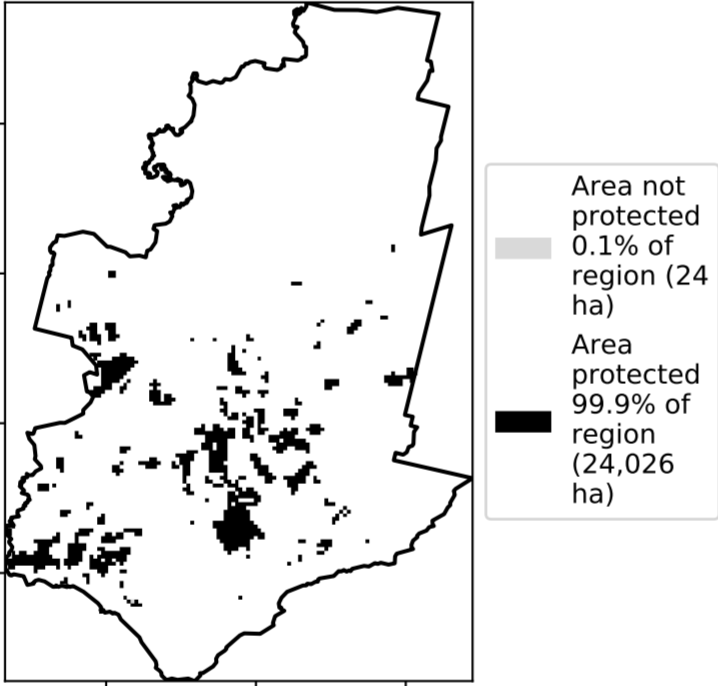 Area not
protected
0.1% of
region (24
ha)
Area
protected
99.9% of
region
(24,026
ha)